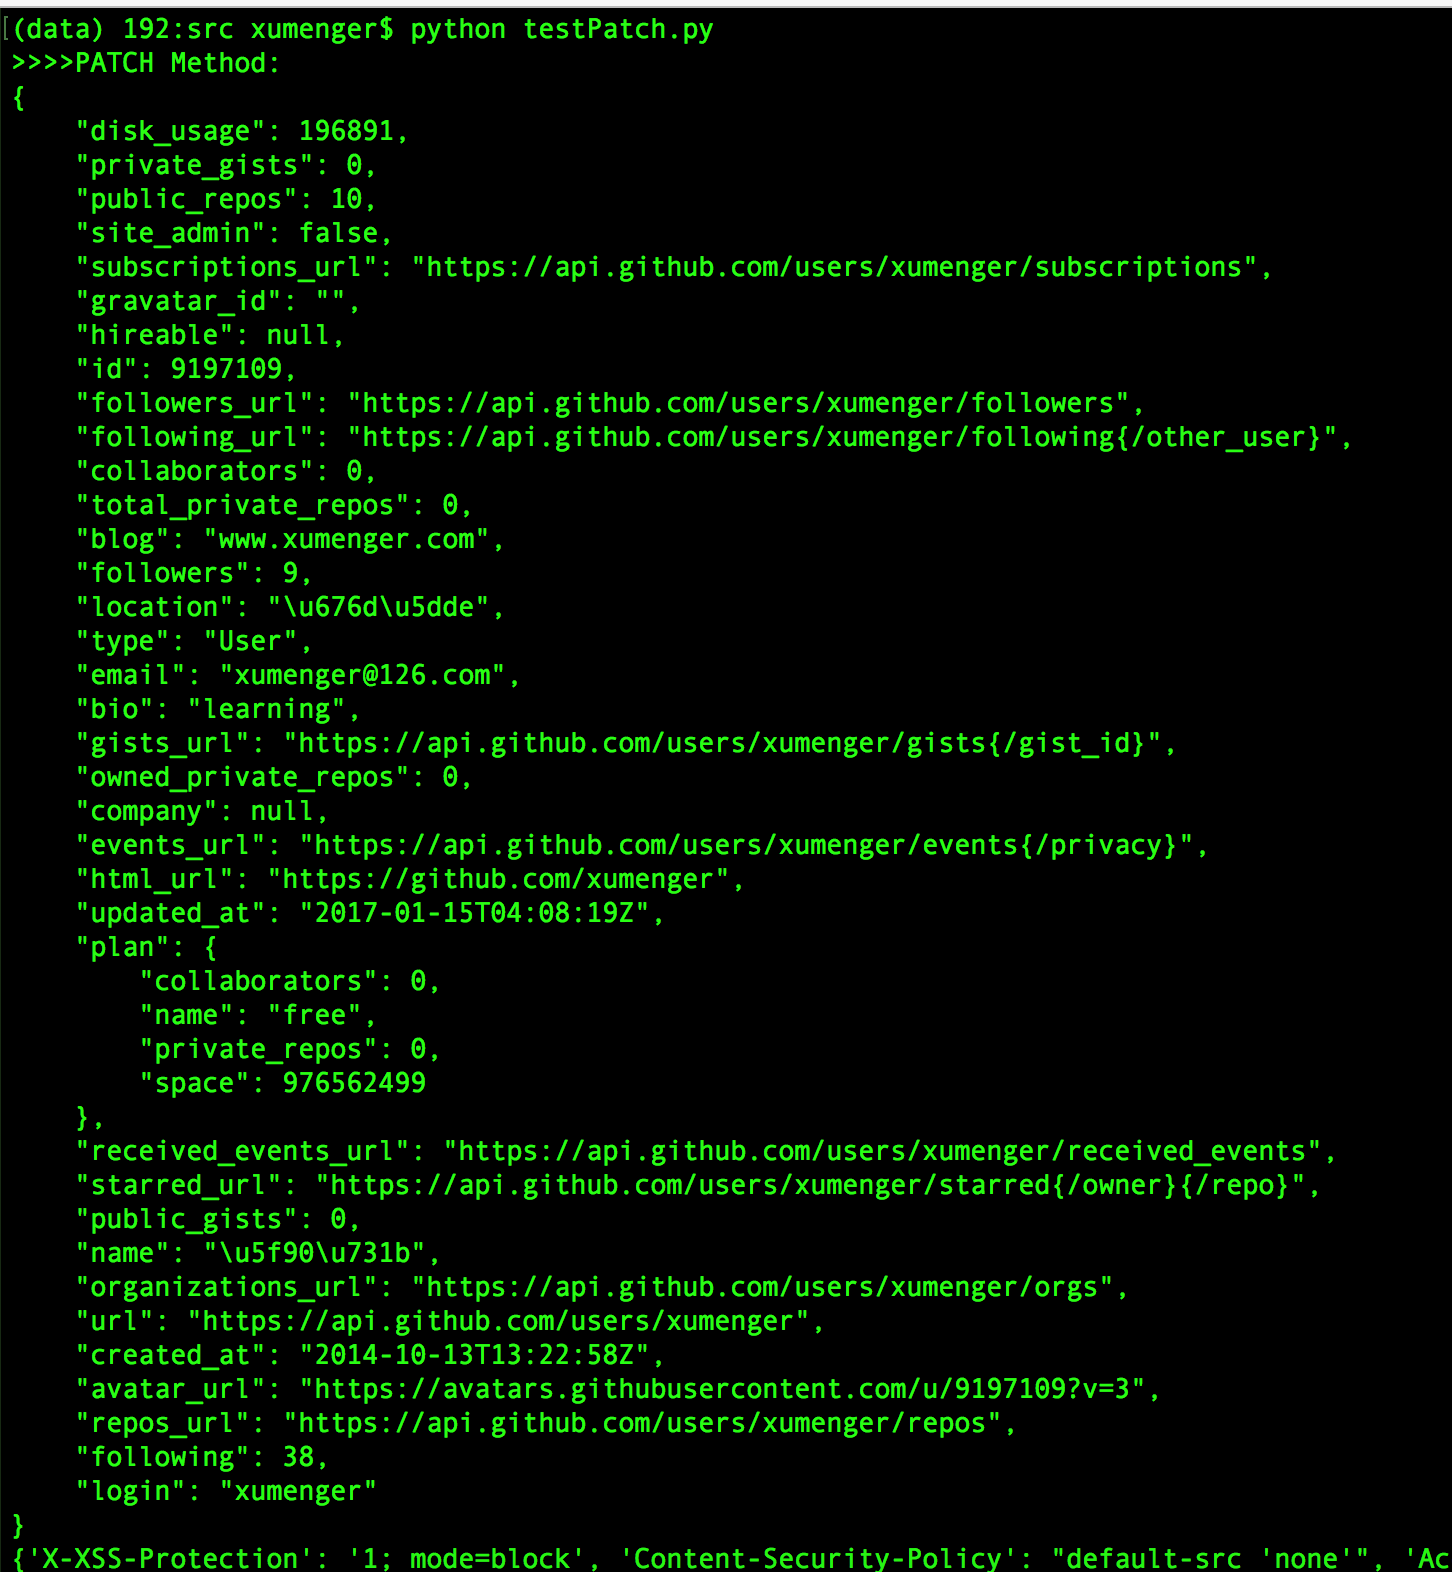 [(data) 192:src xumenger$ python testPatch.py
>>>>PATCH Method:
{
    "disk_usage": 196891,
    "private_gists": 0,
    "public_repos": 10,
    "site_admin": false,
    "subscriptions_url": "https://api.github.com/users/xumenger/subscriptions",
    "gravatar_id": "",
    "hireable": null,
    "id": 9197109,
    "followers_url": "https://api.github.com/users/xumenger/followers",
    "following_url": "https://api.github.com/users/xumenger/following{/other_user}",
    "collaborators": 0,
    "total_private_repos": 0,
    "blog": "www.xumenger.com",
    "followers": 9,
    "location": "\u676d\u5dde",
    "type": "User",
    "email": "xumenger@126.com",
    "bio": "learning",
    "gists_url": "https://api.github.com/users/xumenger/gists{/gist_id}",
    "owned_private_repos": 0,
    "company": null,
    "events_url": "https://api.github.com/users/xumenger/events{/privacy}",
    "html_url": "https://github.com/xumenger",
    "updated_at": "2017-01-15T04:08:19Z",
    "plan": {
        "collaborators": 0,
        "name": "free",
        "private_repos": 0,
        "space": 976562499
    },
    "received_events_url": "https://api.github.com/users/xumenger/received_events",
    "starred_url": "https://api.github.com/users/xumenger/starred{/owner}{/repo}",
    "public_gists": 0,
    "name": "\u5f90\u731b",
    "organizations_url": "https://api.github.com/users/xumenger/orgs",
    "url": "https://api.github.com/users/xumenger",
    "created_at": "2014-10-13T13:22:58Z",
    "avatar_url": "https://avatars.githubusercontent.com/u/9197109?v=3",
    "repos_url": "https://api.github.com/users/xumenger/repos",
    "following": 38,
    "login": "xumenger"
}
{'X-XSS-Protection': '1; mode=block', 'Content-Security-Policy': "default-src 'none'", 'Ac